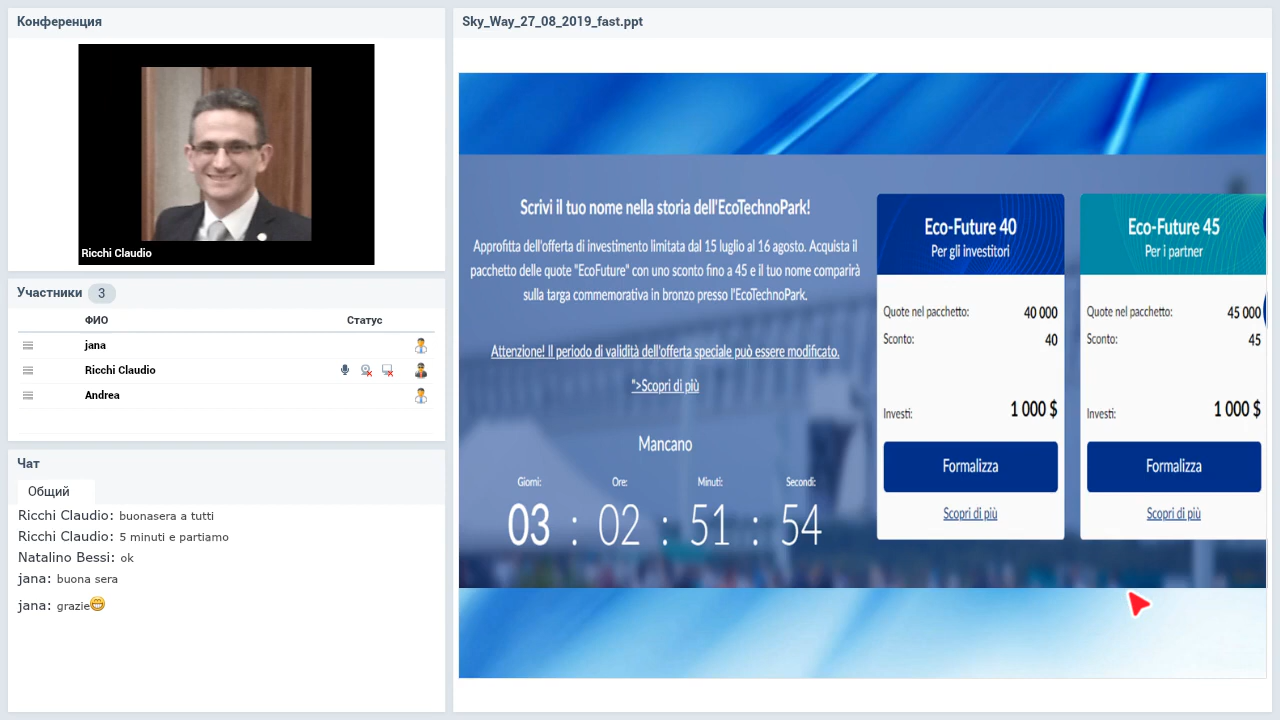 Конференция
Ricchi Claudio
Участники 3
ФИО Статус
jana
Ricchi Claudio
Andrea
Чат
Общий
Ricchi Claudio: buonasera a tutti
Ricchi Claudio: 5 minuti e partiamo
Natalino Bessi: ok
jana: buona sera
jana: grazie😁
Sky_Way_27_08_2019_fast.ppt
Scrivi il tuo nome nella storia dell'EcoTechnoPark!
Approfitta dell'offerta di investimento limitata dal 15 luglio al 16 agosto. Acquista il
pacchetto delle quote "EcoFuture" con uno sconto fino a 45 e il tuo nome comparirà
sulla targa commemorativa in bronzo presso l'EcoTechnoPark.
Attenzione! Il periodo di validità dell'offerta speciale può essere modificato.
">Scopri di più
Mancano
Giorni: Ore: Minuti: Secondi:
03 : 02 : 51 : 54
Eco-Future 40
Per gli investitori
Quote nel pacchetto: 40 000
Sconto: 40
Investi: 1 000 $
Formalizza
Scopri di più
Eco-Future 45
Per i partner
Quote nel pacchetto: 45 000
Sconto: 45
Investi: 1 000 $
Formalizza
Scopri di più